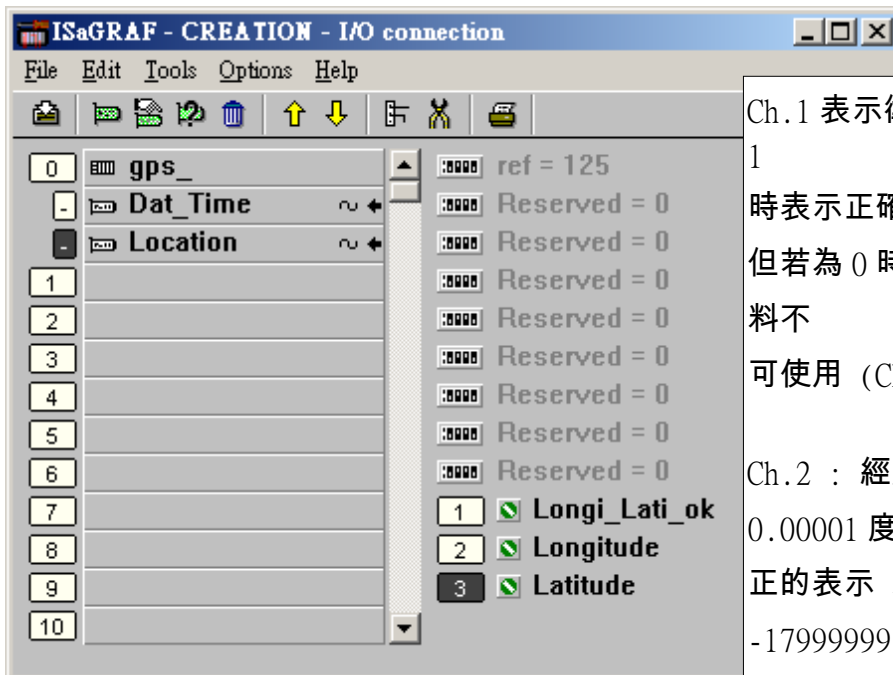 ISaGRAF - CREATION - I/O connection
File Edit Tools Options Help
0 gps_
- Dat_Time
- Location
1
2
3
4
5
6
7
8
9
10
ref = 125
Reserved = 0
Reserved = 0
Reserved = 0
Reserved = 0
Reserved = 0
Reserved = 0
Reserved = 0
Reserved = 0
1 Longi_Lati_ok
2 Longitude
3 Latitude
Ch.1 表示
1
時表示正確
但若為 0 時
料不
可使用 (C
Ch.2 : 經
0.00001 度
正的表示
-17999999